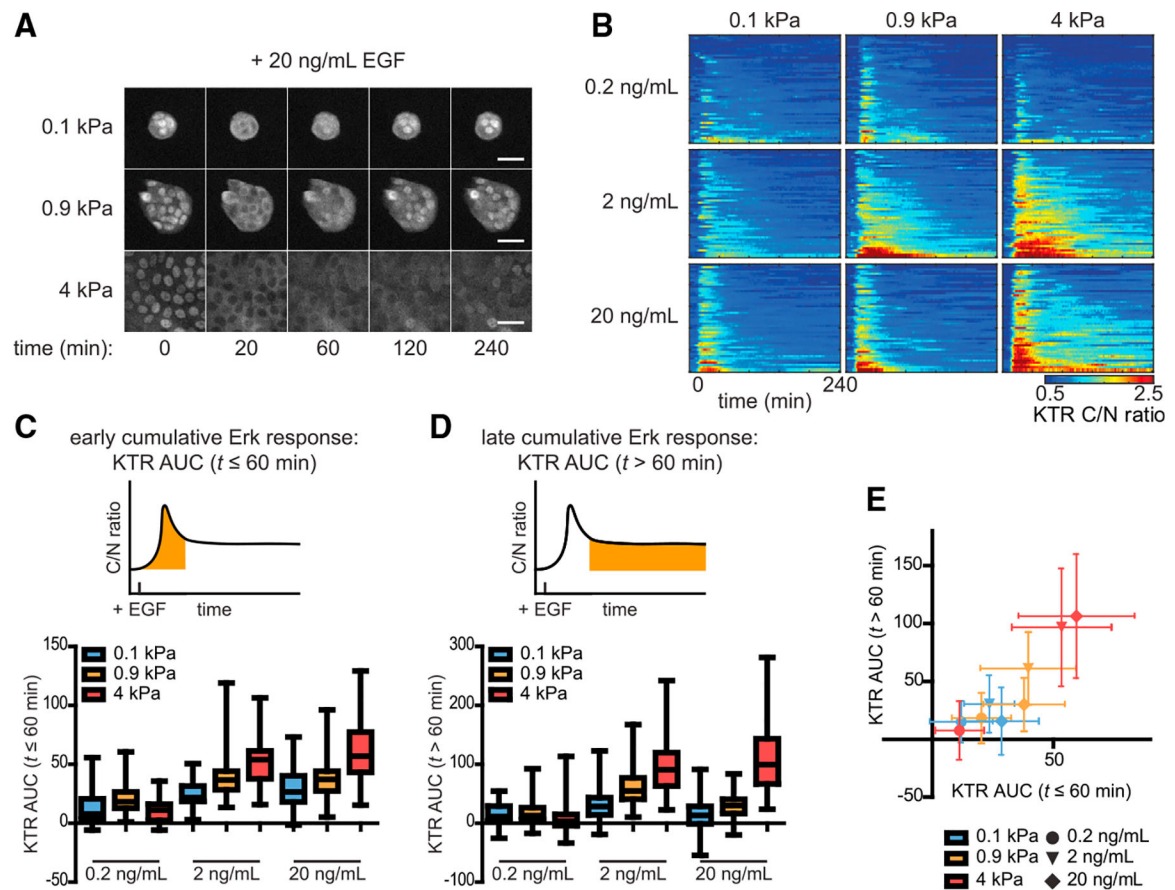 A
+ 20 ng/mL EGF
0.1 kPa
0.9 kPa
4 kPa
time (min):
0
20
60
120
240
B
0.1 kPa
0.9 kPa
4 kPa
0.2 ng/mL
2 ng/mL
20 ng/mL
0
240
time (min)
0.5
2.5
KTR C/N ratio
C
early cumulative Erk response:
KTR AUC (t ≤ 60 min)
C/N ratio
+ EGF
time
KTR AUC (t ≤ 60 min)
150
100
50
0
-50
0.1 kPa
0.9 kPa
4 kPa
0.2 ng/mL
2 ng/mL
20 ng/mL
D
late cumulative Erk response:
KTR AUC (t > 60 min)
C/N ratio
+ EGF
time
KTR AUC (t > 60 min)
300
200
100
0
-100
0.1 kPa
0.9 kPa
4 kPa
0.2 ng/mL
2 ng/mL
20 ng/mL
E
KTR AUC (t > 60 min)
150
100
50
-50
50
KTR AUC (t ≤ 60 min)
0.1 kPa
0.9 kPa
4 kPa
0.2 ng/mL
2 ng/mL
20 ng/mL